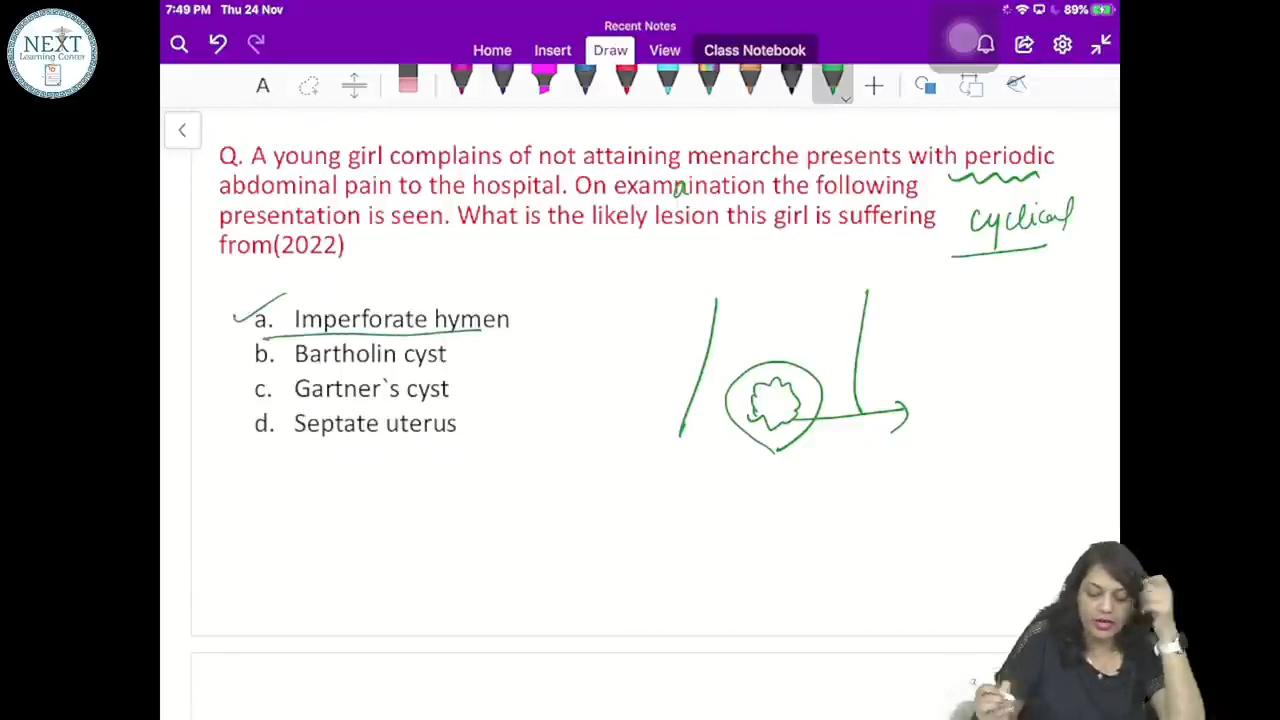 7:49 PM Thu 24 Nov
89%
Recent Notes
Home Insert Draw View Class Notebook
NEXT
Learning Center
A
Q. A young girl complains of not attaining menarche presents with periodic
abdominal pain to the hospital. On examaination the following
presentation is seen. What is the likely lesion this girl is suffering
from(2022)
cyclical
a. Imperforate hymen
b. Bartholin cyst
c. Gartner`s cyst
d. Septate uterus